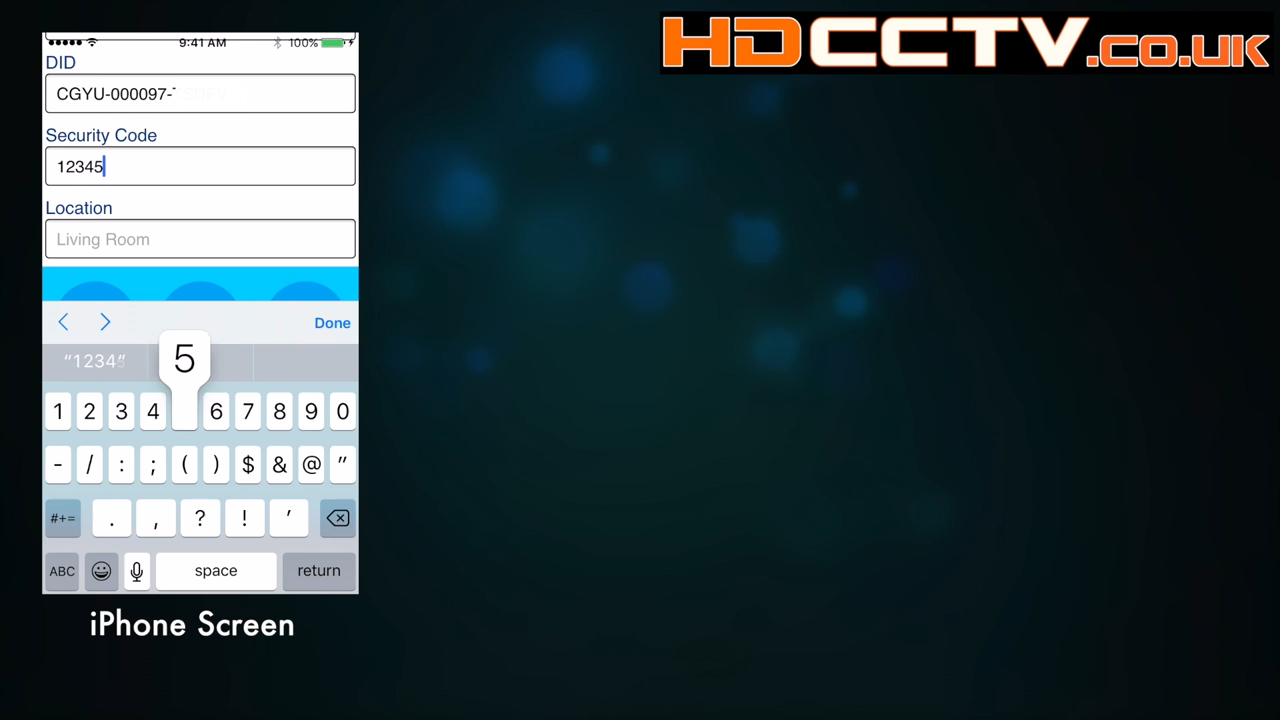 HDCCTV.co.uk
9:41 AM 100%
DID
CGYU-000097-
Security Code
12345
Location
Living Room
Done
“1234”
5
1 2 3 4 6 7 8 9 0
- / : ; ( ) $ & @ ”
#+= . , ? ! ’
ABC space return
iPhone Screen